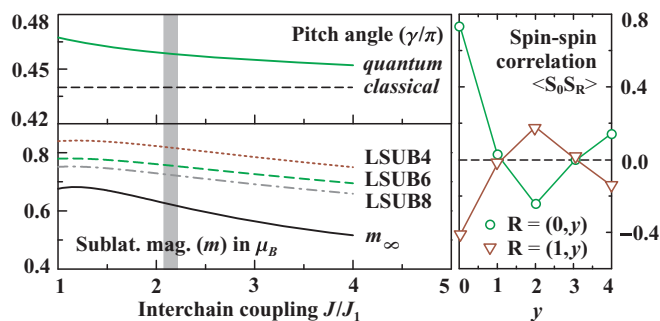 0.48
0.45
0.42
Pitch angle (γ/π)
quantum
classical
0.8
0.6
0.4
LSUB4
LSUB6
LSUB8
m∞
Sublat. mag. (m) in μB
1 2 3 4 5
Interchain coupling J/J1
Spin-spin
correlation
<S0SR>
0.8
0.4
0.0
−0.4
R = (0,y)
R = (1,y)
0 1 2 3 4
y